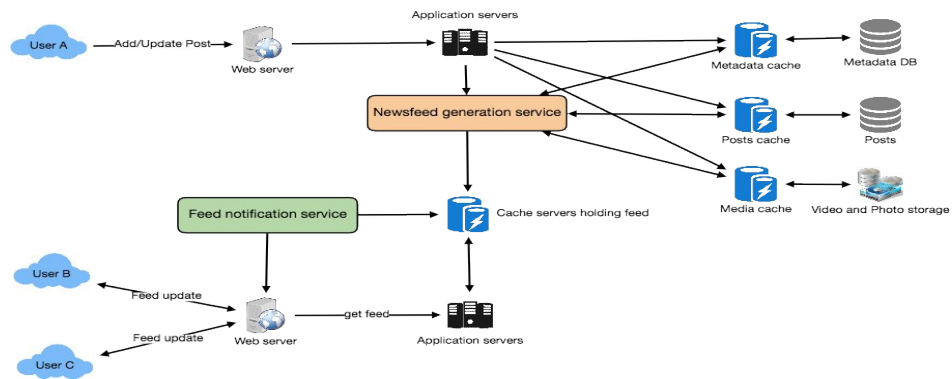 Application servers
User A
Add/Update Post
Web server
Metadata cache
Metadata DB
Newsfeed generation service
Posts cache
Posts
Media cache
Video and Photo storage
Feed notification service
Cache servers holding feed
User B
Feed update
get feed
Feed update
Web server
Application servers
User C